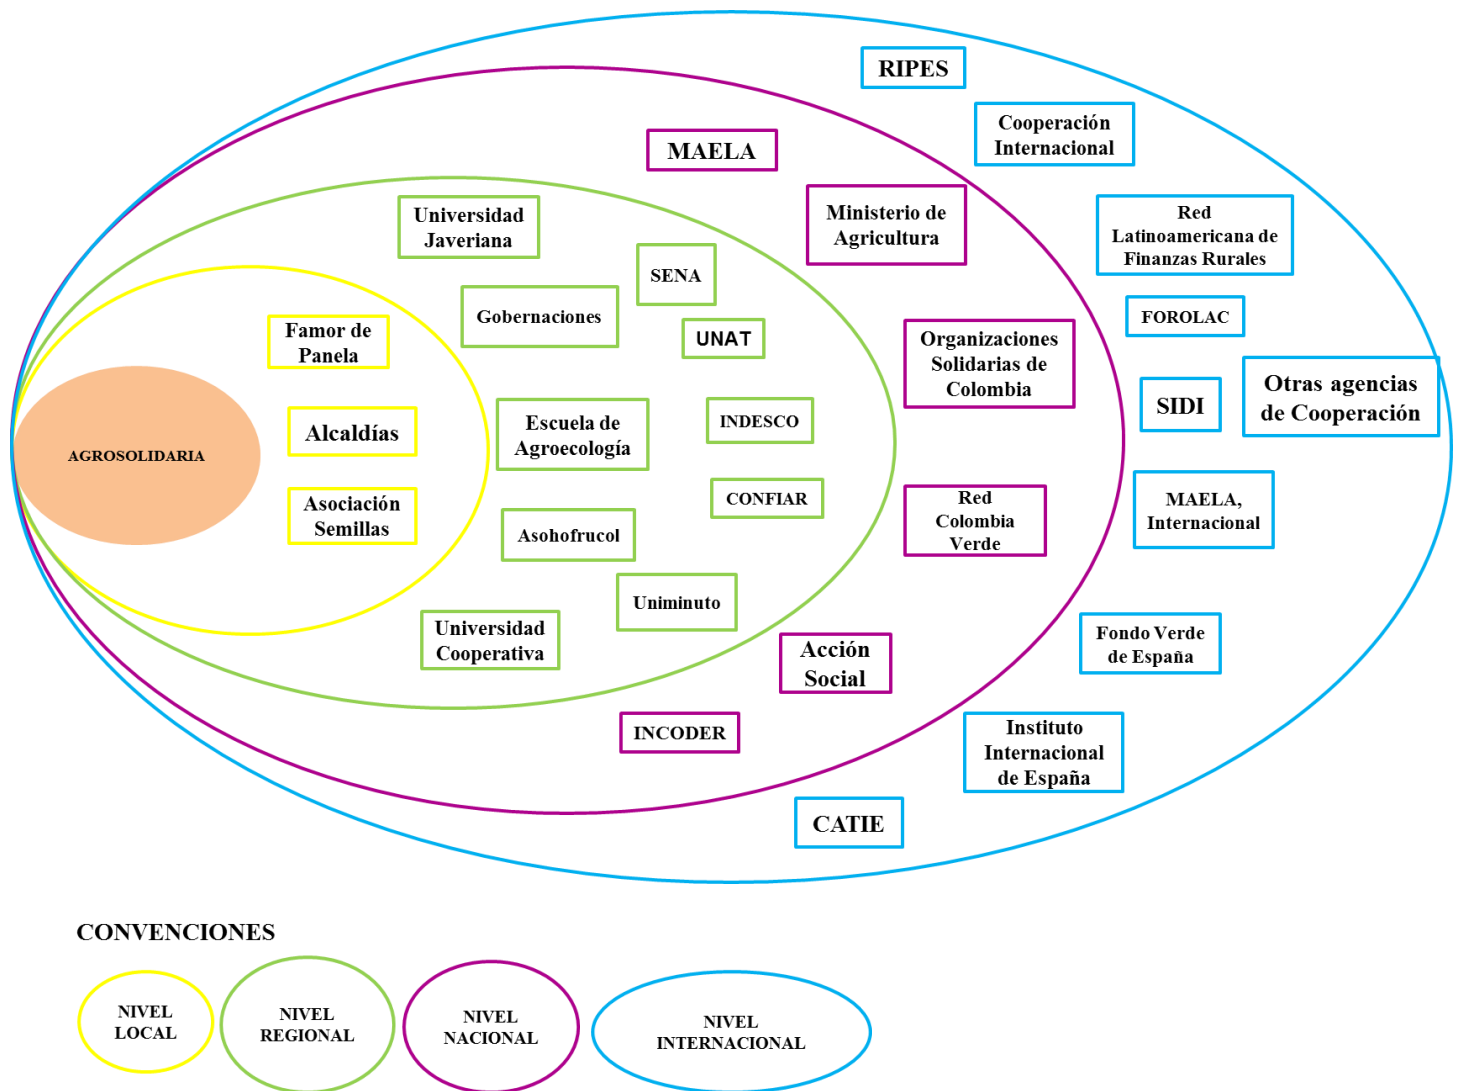 RIPES
Cooperación
Internacional
MAELA
Ministerio de
Agricultura
Red
Latinoamericana de
Finanzas Rurales
Universidad
Javeriana
SENA
Gobernaciones
UNAT
FOROLAC
Famor de
Panela
Organizaciones
Solidarias de
Colombia
Otras agencias
de Cooperación
SIDI
Alcaldías
Escuela de
Agroecología
INDESCO
AGROSOLIDARIA
Asociación
Semillas
CONFIAR
Red
Colombia
Verde
MAELA,
Internacional
Asohofrucol
Uniminuto
Universidad
Cooperativa
Acción
Social
Fondo Verde
de España
INCODER
Instituto
Internacional
de España
CATIE
CONVENCIONES
NIVEL
LOCAL
NIVEL
REGIONAL
NIVEL
NACIONAL
NIVEL
INTERNACIONAL